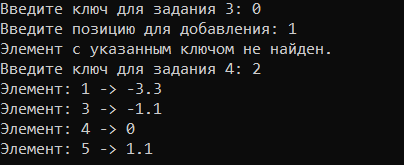 Введите ключ для задания 3: 0
Введите позицию для добавления: 1
Элемент с указанным ключом не найден.
Введите ключ для задания 4: 2
Элемент: 1 -> -3.3
Элемент: 3 -> -1.1
Элемент: 4 -> 0
Элемент: 5 -> 1.1